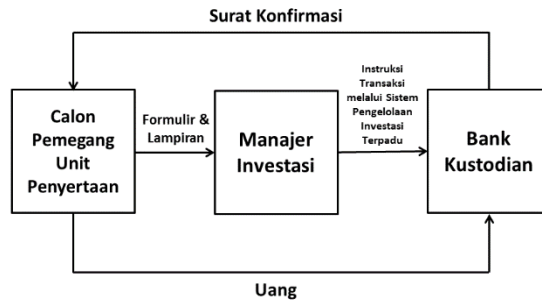 Surat Konfirmasi
Calon
Pemegang
Unit
Penyertaan
Formulir &
Lampiran
Manajer
Investasi
Instruksi
Transaksi
melalui Sistem
Pengelolaan
Investasi
Terpadu
Bank
Kustodian
Uang